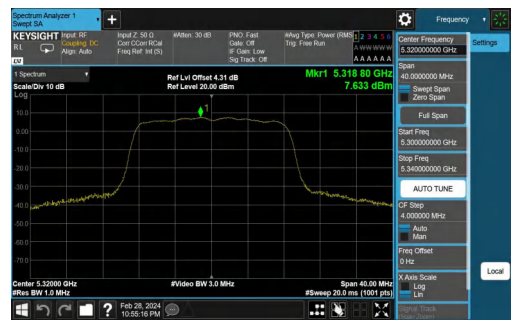 Spectrum Analyzer 1
Swept SA
Frequency
KEYSIGHT
Input: RF
Coupling: DC
Align: Auto
Input Z: 50 Ω
Corr CCorr RCal
Freq Ref: Int (S)
#Atten: 30 dB
PNO: Fast
Gate: Off
IF Gain: Low
Sig Track: Off
#Avg Type: Power (RMS
Trig: Free Run
1 2 3 4 5 6
A W W W W W
A A A A A A
RL
1 Spectrum
Scale/Div 10 dB
Log
Ref Lvl Offset 4.31 dB
Ref Level 20.00 dBm
Mkr1 5.318 80 GHz
7.633 dBm
1
10.0
0.00
-10.0
-20.0
-30.0
-40.0
-50.0
-60.0
-70.0
Center 5.32000 GHz
#Res BW 1.0 MHz
#Video BW 3.0 MHz
Span 40.00 MHz
#Sweep 20.0 ms (1001 pts)
Feb 28, 2024
10:55:16 PM
Center Frequency
5.320000000 GHz
Span
40.0000000 MHz
Swept Span
Zero Span
Full Span
Start Freq
5.300000000 GHz
Stop Freq
5.340000000 GHz
AUTO TUNE
CF Step
4.000000 MHz
Auto
Man
Freq Offset
0 Hz
X Axis Scale
Log
Lin
Signal Track
Settings
Local